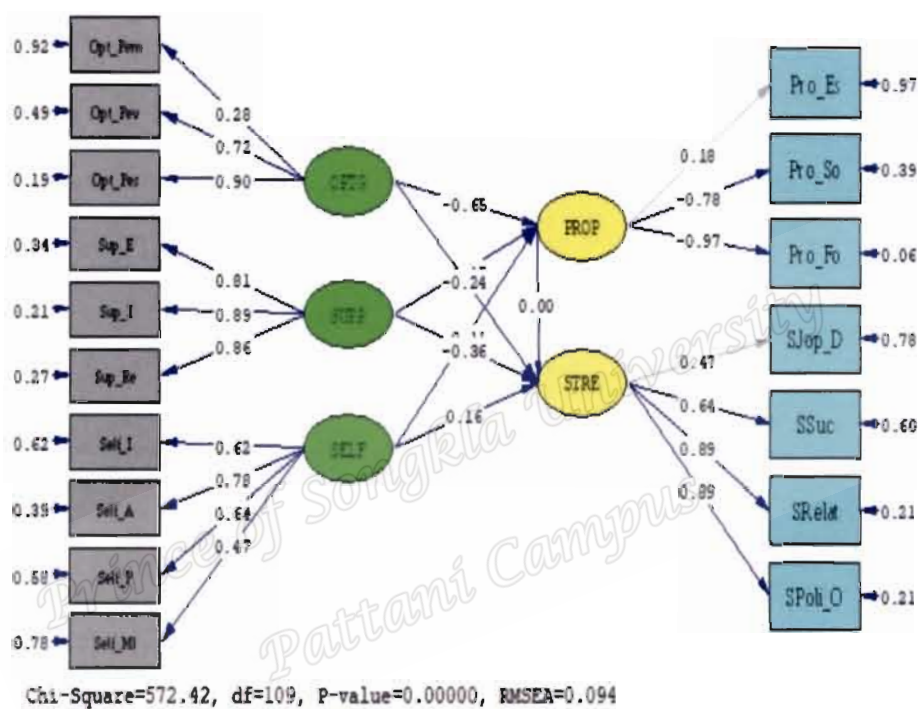 0.92
Opt_Perm
0.28
0.49
Opt_Pev
0.72
0.19
Opt_Per
0.90
0.34
Sup_E
0.81
0.21
Sup_I
0.89
0.27
Sup_Re
0.86
0.62
Self_I
0.62
0.39
Self_A
0.78
0.58
Self_P
0.64
0.78
Self_MI
0.47
SUPP
SELF
-0.65
-0.24
-0.36
0.16
0.00
PROP
STRE
0.18
Pro_Es
0.97
-0.78
Pro_So
0.39
-0.97
Pro_Fo
0.06
0.47
SJop_D
0.78
0.64
SSuc
0.60
0.89
SRelat
0.21
0.89
SPoli_O
0.21
Prince of Songkla University
Pattani Campus
Chi-Square=572.42, df=109, P-value=0.00000, RMSEA=0.094